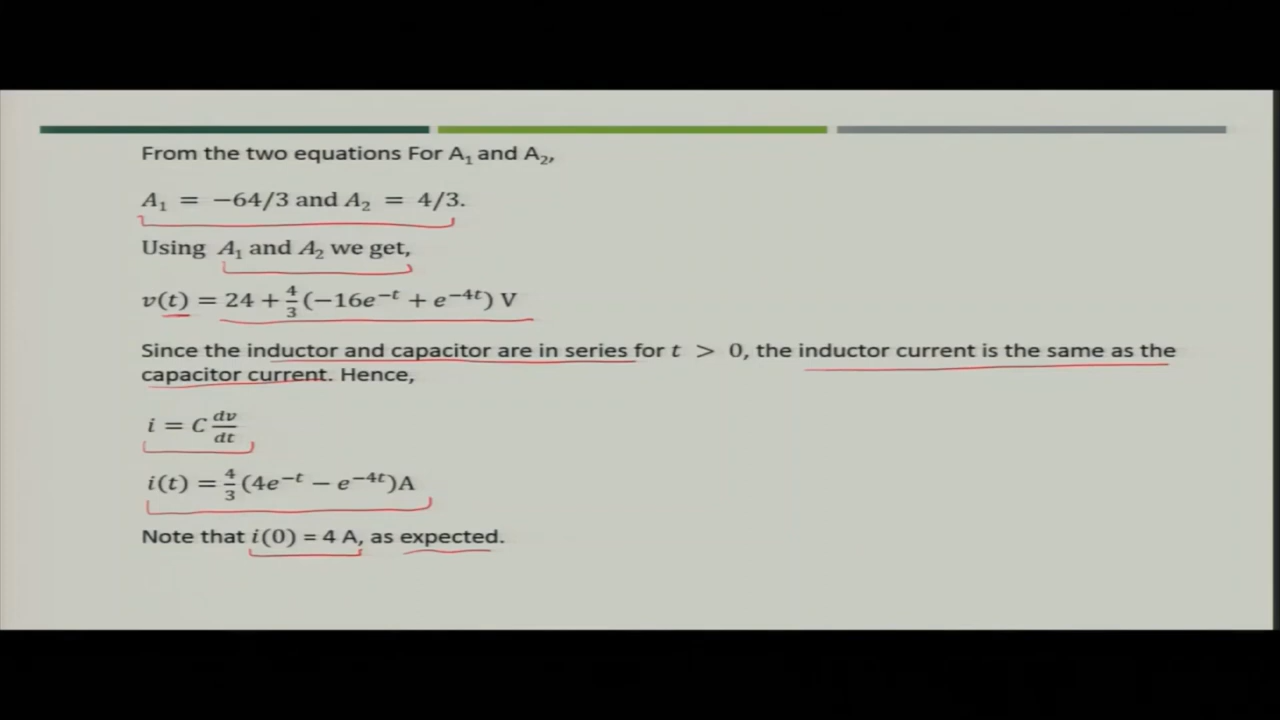 From the two equations For A₁ and A₂,
A₁ = −64/3 and A₂ = 4/3.
Using A₁ and A₂ we get,
v(t) = 24 + 4/3 (−16e^−t + e^−4t) V
Since the inductor and capacitor are in series for t > 0, the inductor current is the same as the
capacitor current. Hence,
i = C dv/dt
i(t) = 4/3 (4e^−t − e^−4t)A
Note that i(0) = 4 A, as expected.